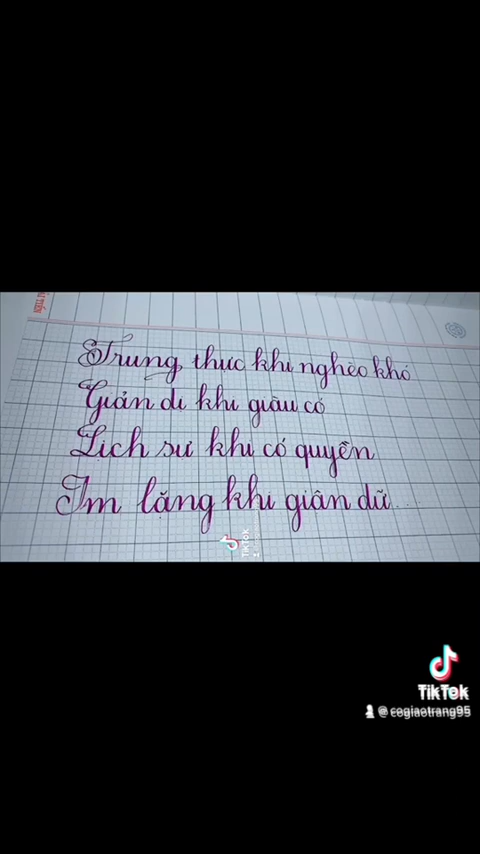 Trung thực khi nghèo khó
Giản dị khi giàu có
Lịch sự khi có quyền
Im lặng khi giận dữ...
TikTok
TikTok
@cogiaotrang95